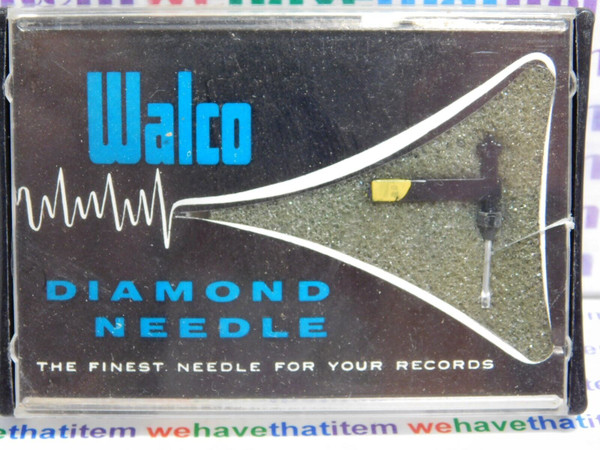 Walco
DIAMOND
NEEDLE
THE FINEST NEEDLE FOR YOUR RECORDS
wehavethatitem wehavethatitem wehavethatitem